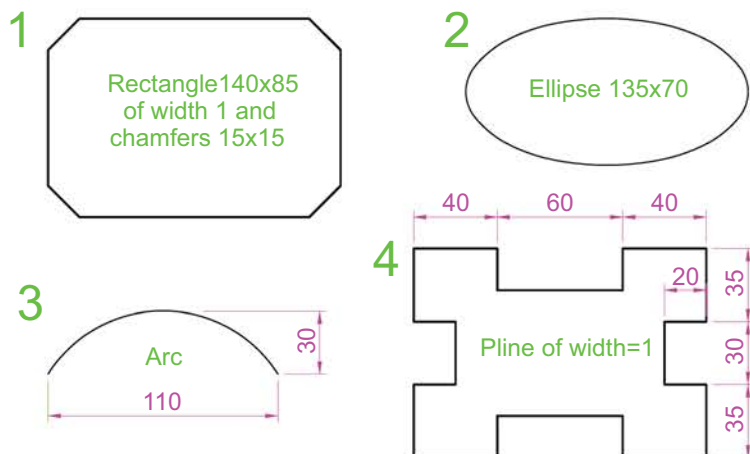 1
Rectangle140x85
of width 1 and
chamfers 15x15
2
Ellipse 135x70
3
Arc
30
110
4
40
60
40
20
35
Pline of width=1
30
35